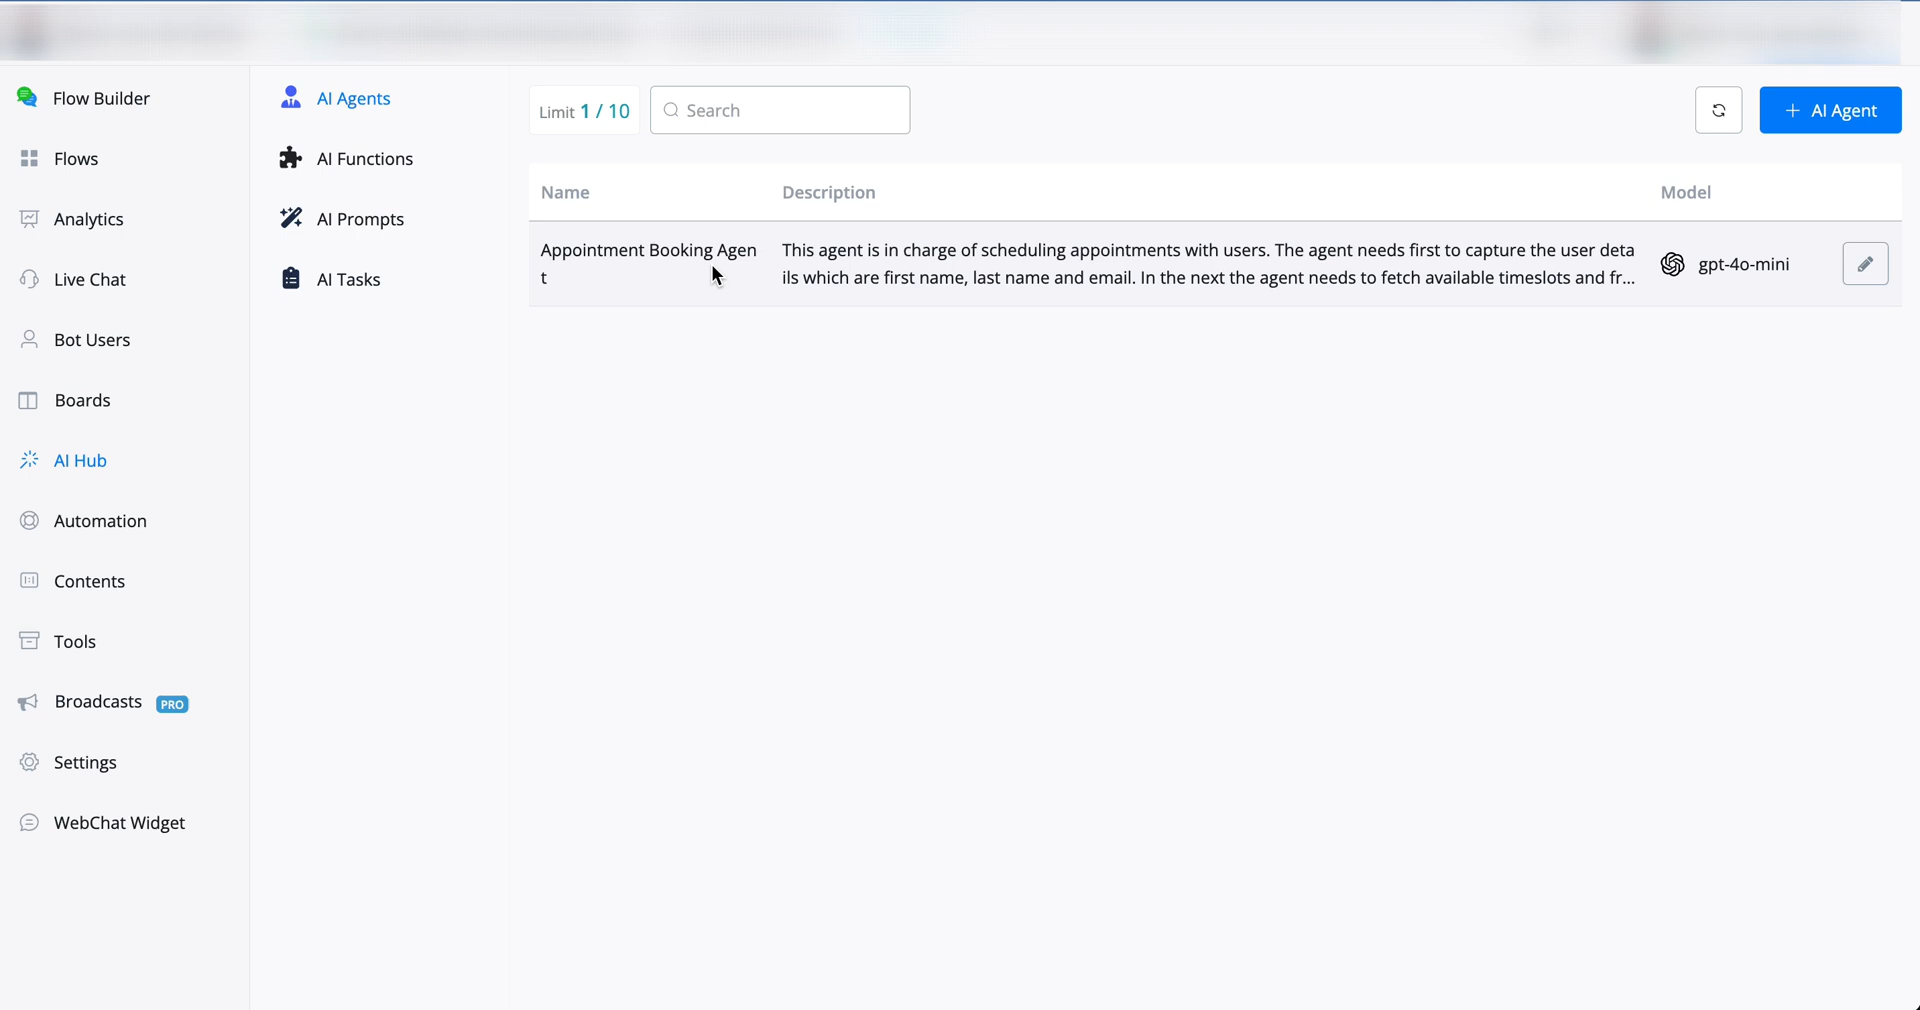 Flow Builder
Flows
Analytics
Live Chat
Bot Users
Boards
AI Hub
Automation
Contents
Tools
Broadcasts PRO
Settings
WebChat Widget
AI Agents
AI Functions
AI Prompts
AI Tasks
Limit 1 / 10
Search
+ AI Agent
Name Description Model
Appointment Booking Agen
t
This agent is in charge of scheduling appointments with users. The agent needs first to capture the user deta
ils which are first name, last name and email. In the next the agent needs to fetch available timeslots and fr...
gpt-4o-mini